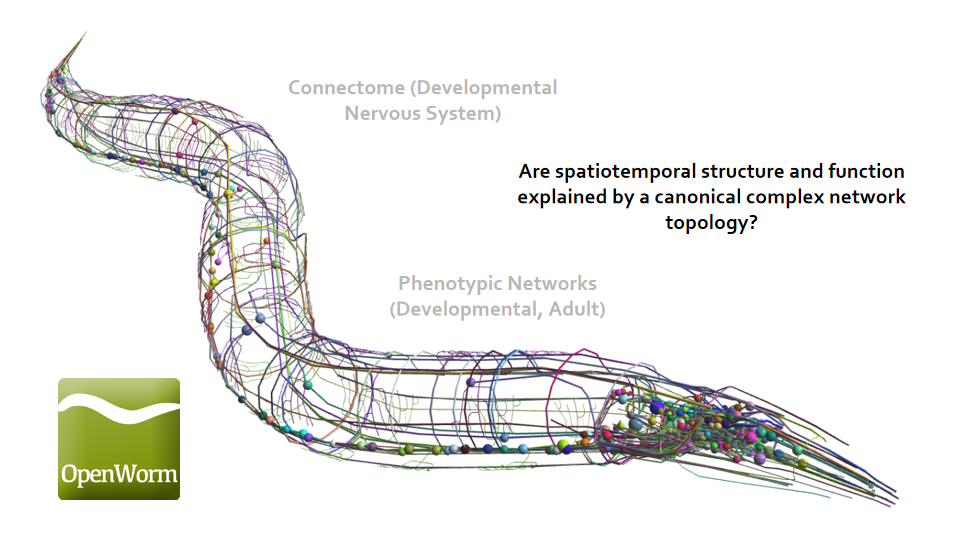 Connectome (Developmental
Nervous System)
Are spatiotemporal structure and function
explained by a canonical complex network
topology?
Phenotypic Networks
(Developmental, Adult)
OpenWorm